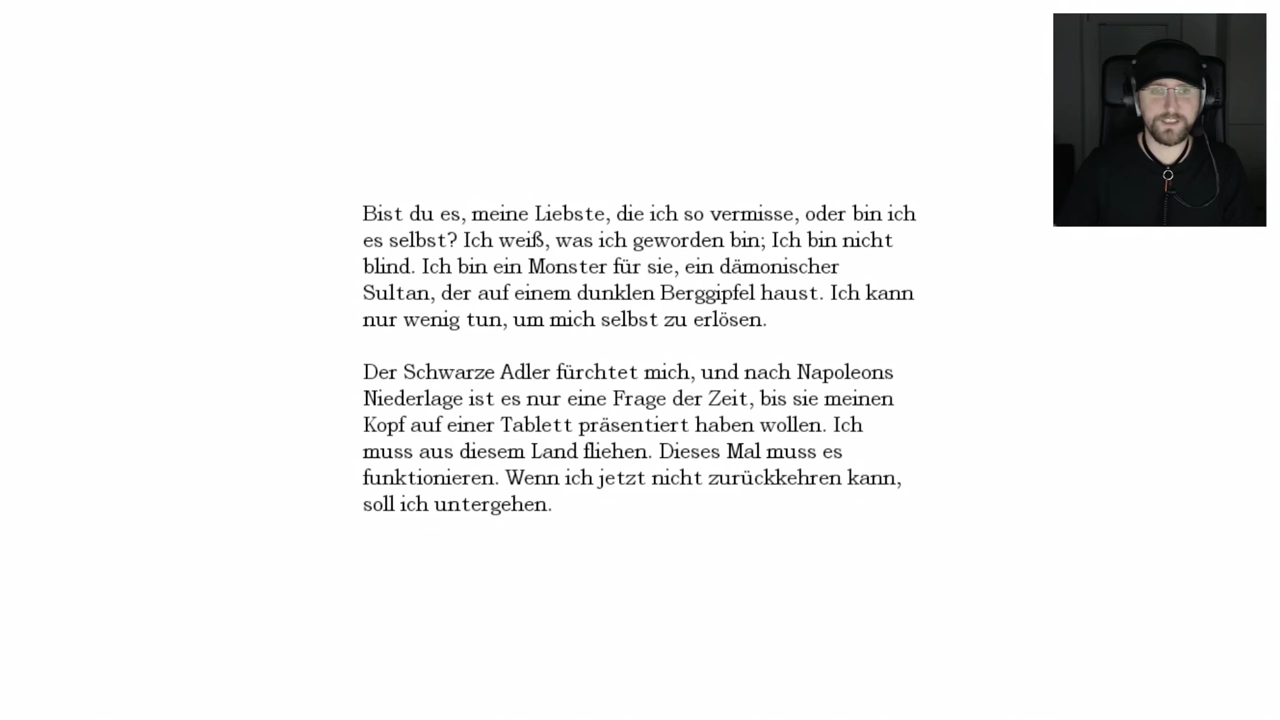 Bist du es, meine Liebste, die ich so vermisse, oder bin ich
es selbst? Ich weiß, was ich geworden bin; Ich bin nicht
blind. Ich bin ein Monster für sie, ein dämonischer
Sultan, der auf einem dunklen Berggipfel haust. Ich kann
nur wenig tun, um mich selbst zu erlösen.
Der Schwarze Adler fürchtet mich, und nach Napoleons
Niederlage ist es nur eine Frage der Zeit, bis sie meinen
Kopf auf einer Tablett präsentiert haben wollen. Ich
muss aus diesem Land fliehen. Dieses Mal muss es
funktionieren. Wenn ich jetzt nicht zurückkehren kann,
soll ich untergehen.